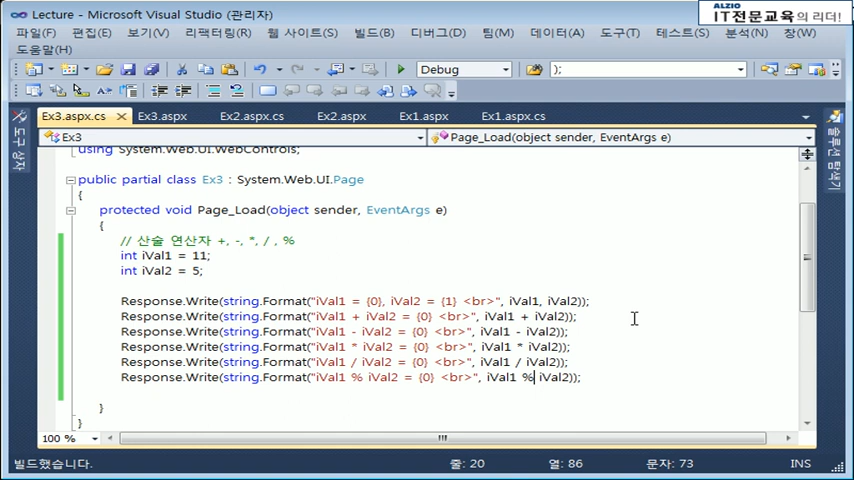 Lecture - Microsoft Visual Studio (관리자)
ALZIO
IT전문교육의 리더!
파일(F) 편집(E) 보기(V) 리팩터링(R) 웹 사이트(S) 빌드(B) 디버그(D) 팀(M) 데이터(A) 도구(T) 테스트(S) 분석(N) 창(W)
도움말(H)
Debug );
Ex3.aspx.cs Ex3.aspx Ex2.aspx.cs Ex2.aspx Ex1.aspx Ex1.aspx.cs
Ex3 Page_Load(object sender, EventArgs e)
도구 상자
솔루션 탐색기
using System.Web.UI.WebControls;
public partial class Ex3 : System.Web.UI.Page
{
protected void Page_Load(object sender, EventArgs e)
{
// 산술 연산자 +, -, *, / , %
int iVal1 = 11;
int iVal2 = 5;
Response.Write(string.Format("iVal1 = {0}, iVal2 = {1} <br>", iVal1, iVal2));
Response.Write(string.Format("iVal1 + iVal2 = {0} <br>", iVal1 + iVal2));
Response.Write(string.Format("iVal1 - iVal2 = {0} <br>", iVal1 - iVal2));
Response.Write(string.Format("iVal1 * iVal2 = {0} <br>", iVal1 * iVal2));
Response.Write(string.Format("iVal1 / iVal2 = {0} <br>", iVal1 / iVal2));
Response.Write(string.Format("iVal1 % iVal2 = {0} <br>", iVal1 % iVal2));
}
}
100 %
빌드했습니다. 줄: 20 열: 86 문자: 73 INS